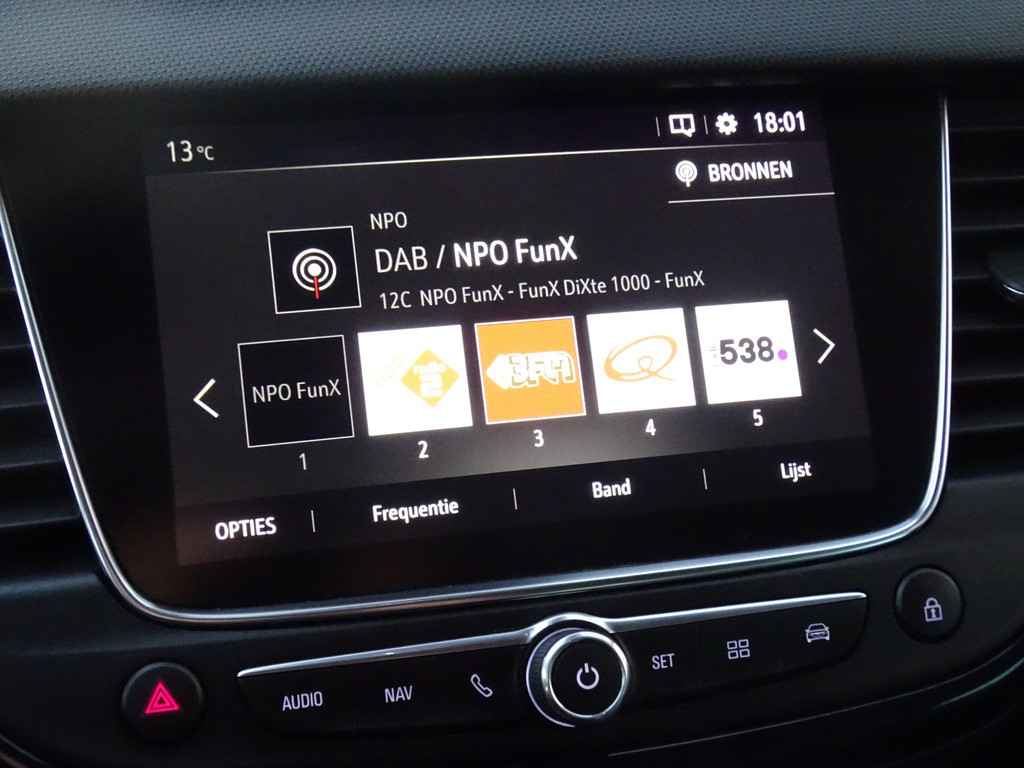 13 °C
18:01
BRONNEN
NPO
DAB / NPO FunX
12C NPO FunX - FunX DiXte 1000 - FunX
NPO FunX
3FM
538
1 2 3 4 5
OPTIES Frequentie Band Lijst
AUDIO NAV SET